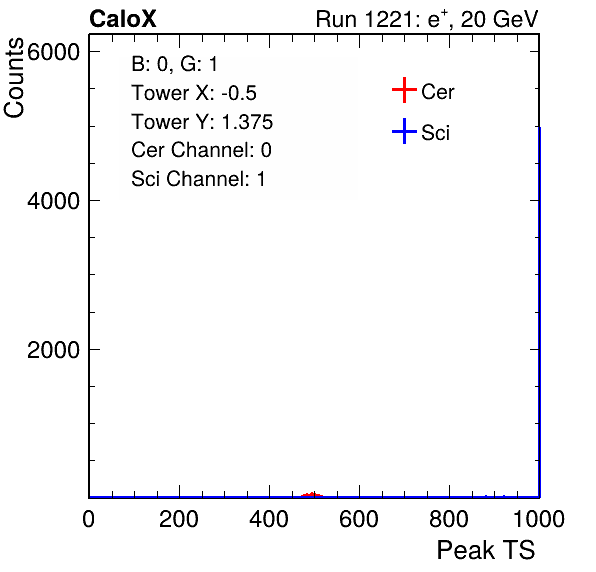 CaloX Run 1221: e+, 20 GeV
Counts
6000
4000
2000
B: 0, G: 1
Tower X: -0.5
Tower Y: 1.375
Cer Channel: 0
Sci Channel: 1
Cer
Sci
0 200 400 600 800 1000
Peak TS